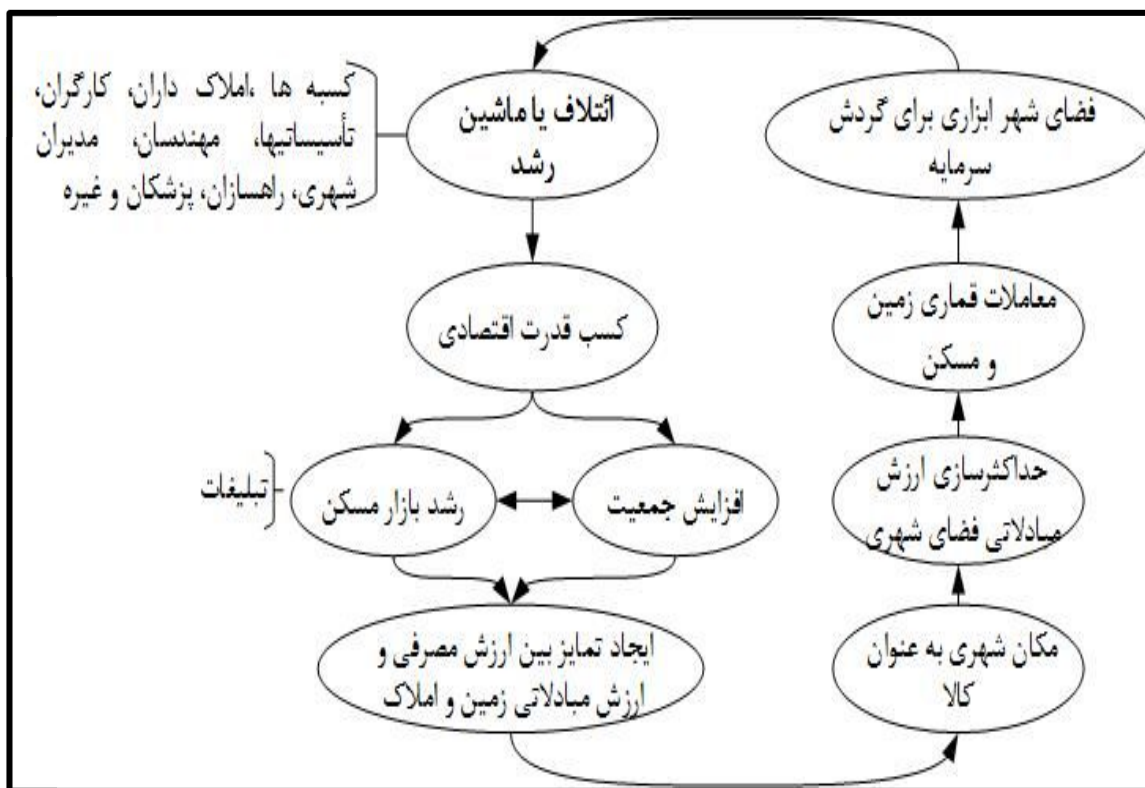 کسبه ها ،املاک داران، کارگران،
تأسیساتیها، مهندسان، مدیران
شهری، راهسازان، پزشکان و غیره
ائتلاف یا ماشین
رشد
کسب قدرت اقتصادی
تبلیغات
رشد بازار مسکن
افزایش جمعیت
ایجاد تمایز بین ارزش مصرفی و
ارزش مبادلاتی زمین و املاک
مکان شهری به عنوان
کالا
حداکثرسازی ارزش
مبادلاتی فضای شهری
معاملات قماری زمین
و مسکن
فضای شهر ابزاری برای گردش
سرمایه